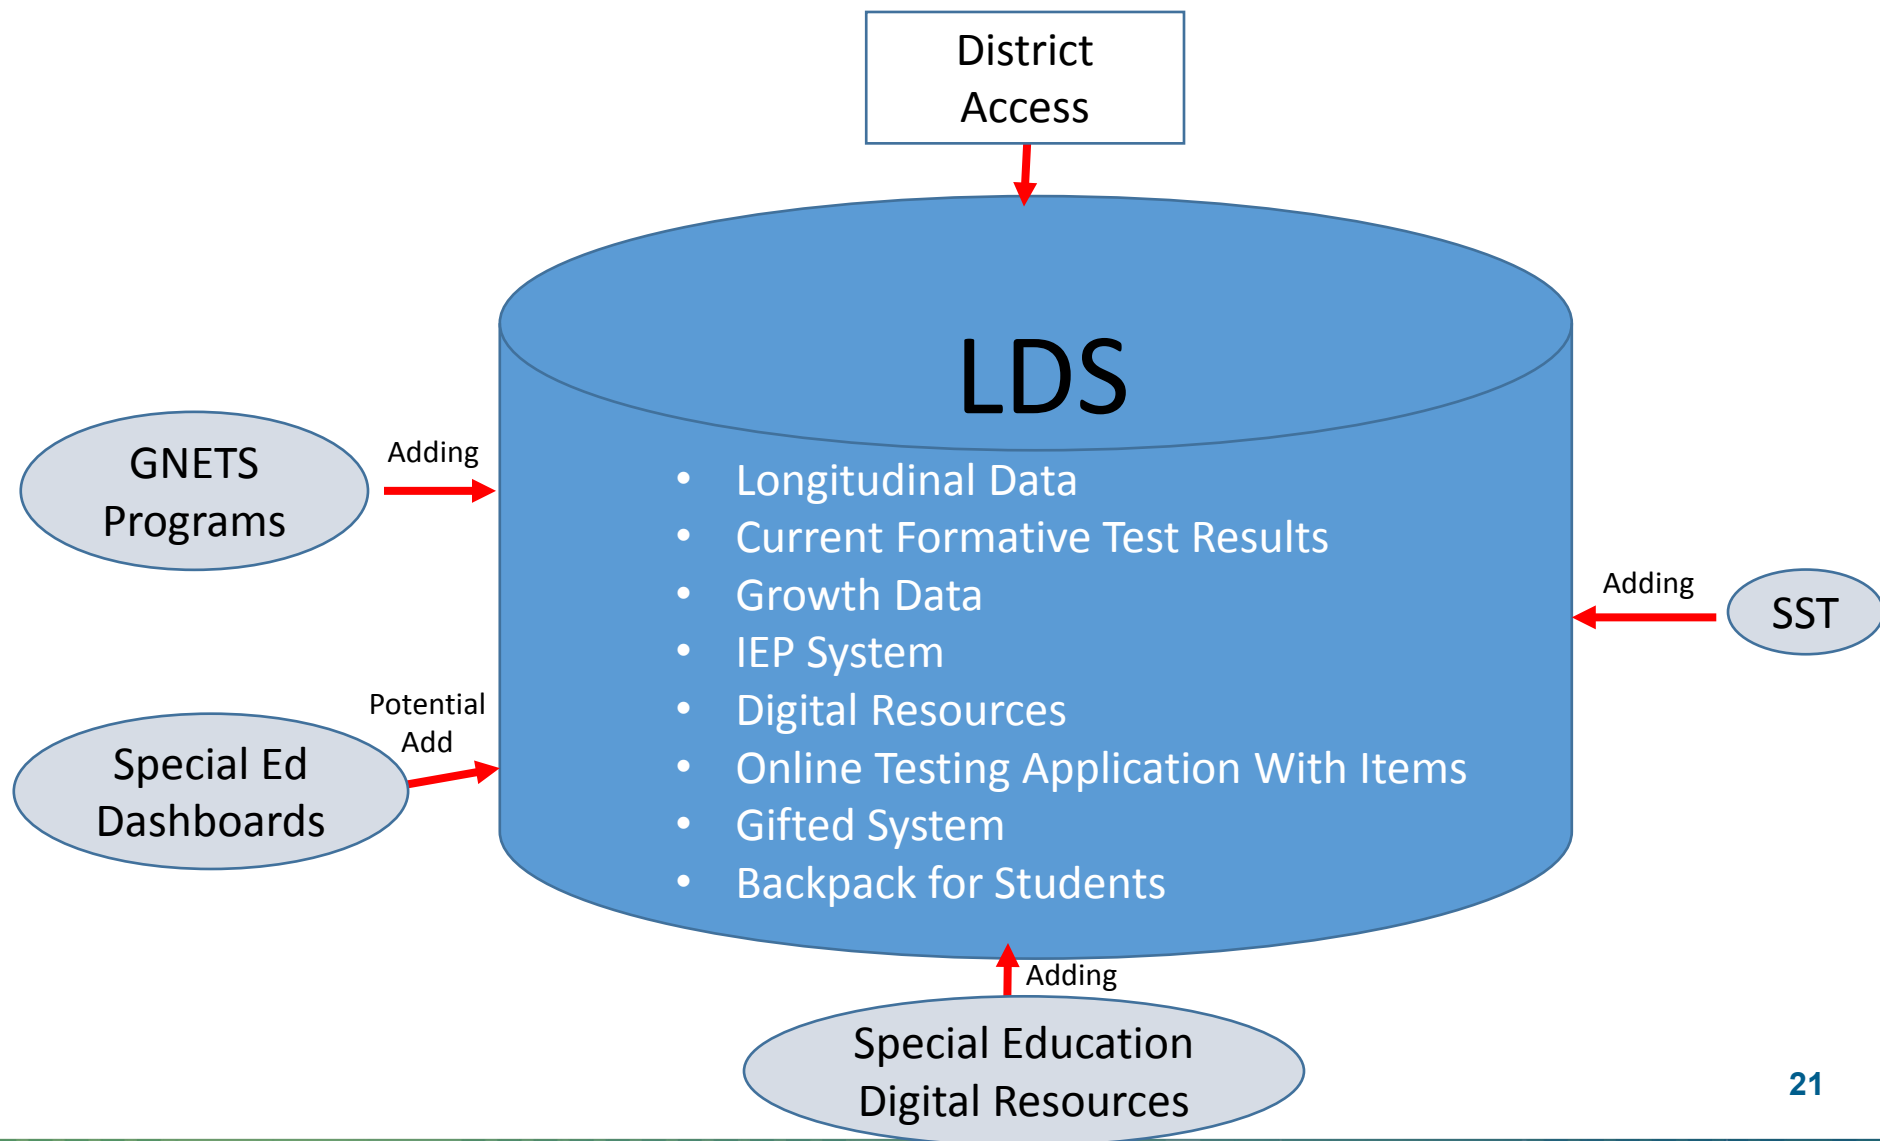 District
Access
LDS
GNETS
Programs
Adding
• Longitudinal Data
• Current Formative Test Results
• Growth Data
• IEP System
• Digital Resources
• Online Testing Application With Items
• Gifted System
• Backpack for Students
Adding
SST
Potential
Add
Special Ed
Dashboards
Adding
Special Education
Digital Resources
21